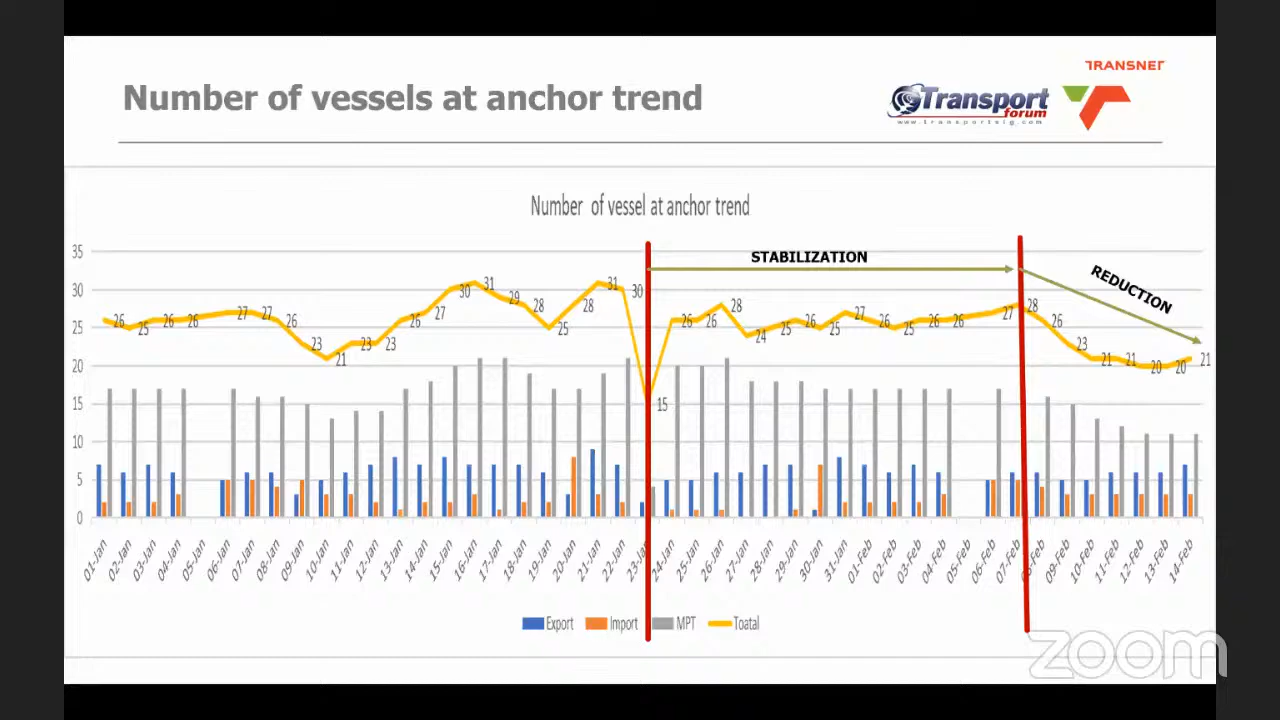 Number of vessels at anchor trend
TRANSNET
Transport
forum
www.transportsig.com
Number of vessel at anchor trend
STABILIZATION
REDUCTION
35
30
25
20
15
10
5
0
26 25 26 26 27 27 26 23 21 23 23 26 27 30 31 29 28 25 28 31 30 15 26 26 28 24 25 26 25 27 26 25 26 26 27 28 26 23 21 21 20 20 21
01-Jan 02-Jan 03-Jan 04-Jan 05-Jan 06-Jan 07-Jan 08-Jan 09-Jan 10-Jan 11-Jan 12-Jan 13-Jan 14-Jan 15-Jan 16-Jan 17-Jan 18-Jan 19-Jan 20-Jan 21-Jan 22-Jan 23-Jan 24-Jan 25-Jan 26-Jan 27-Jan 28-Jan 29-Jan 30-Jan 31-Jan 01-Feb 02-Feb 03-Feb 04-Feb 05-Feb 06-Feb 07-Feb 08-Feb 09-Feb 10-Feb 11-Feb 12-Feb 13-Feb 14-Feb
Export Import MPT Toatal
zoom